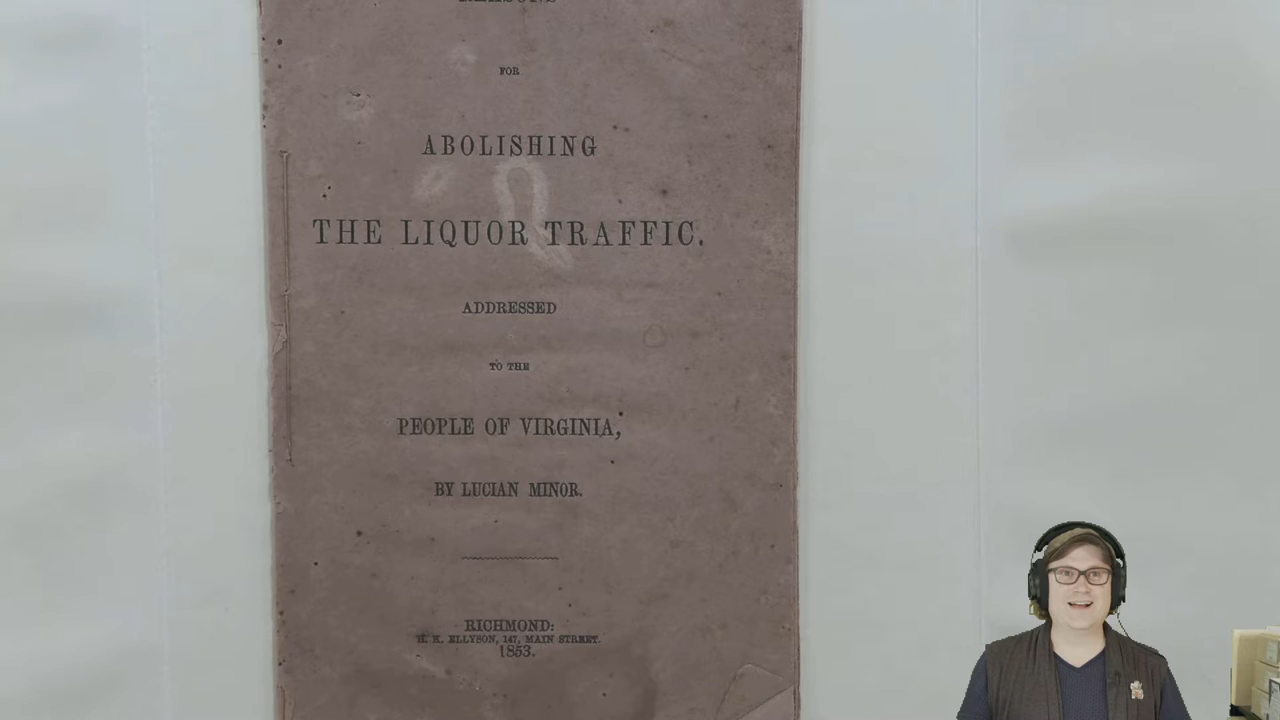 FOR
ABOLISHING
THE LIQUOR TRAFFIC.
ADDRESSED
TO THE
PEOPLE OF VIRGINIA,
BY LUCIAN MINOR.
RICHMOND:
H. K. ELLYSON, 147, MAIN STREET.
1853.